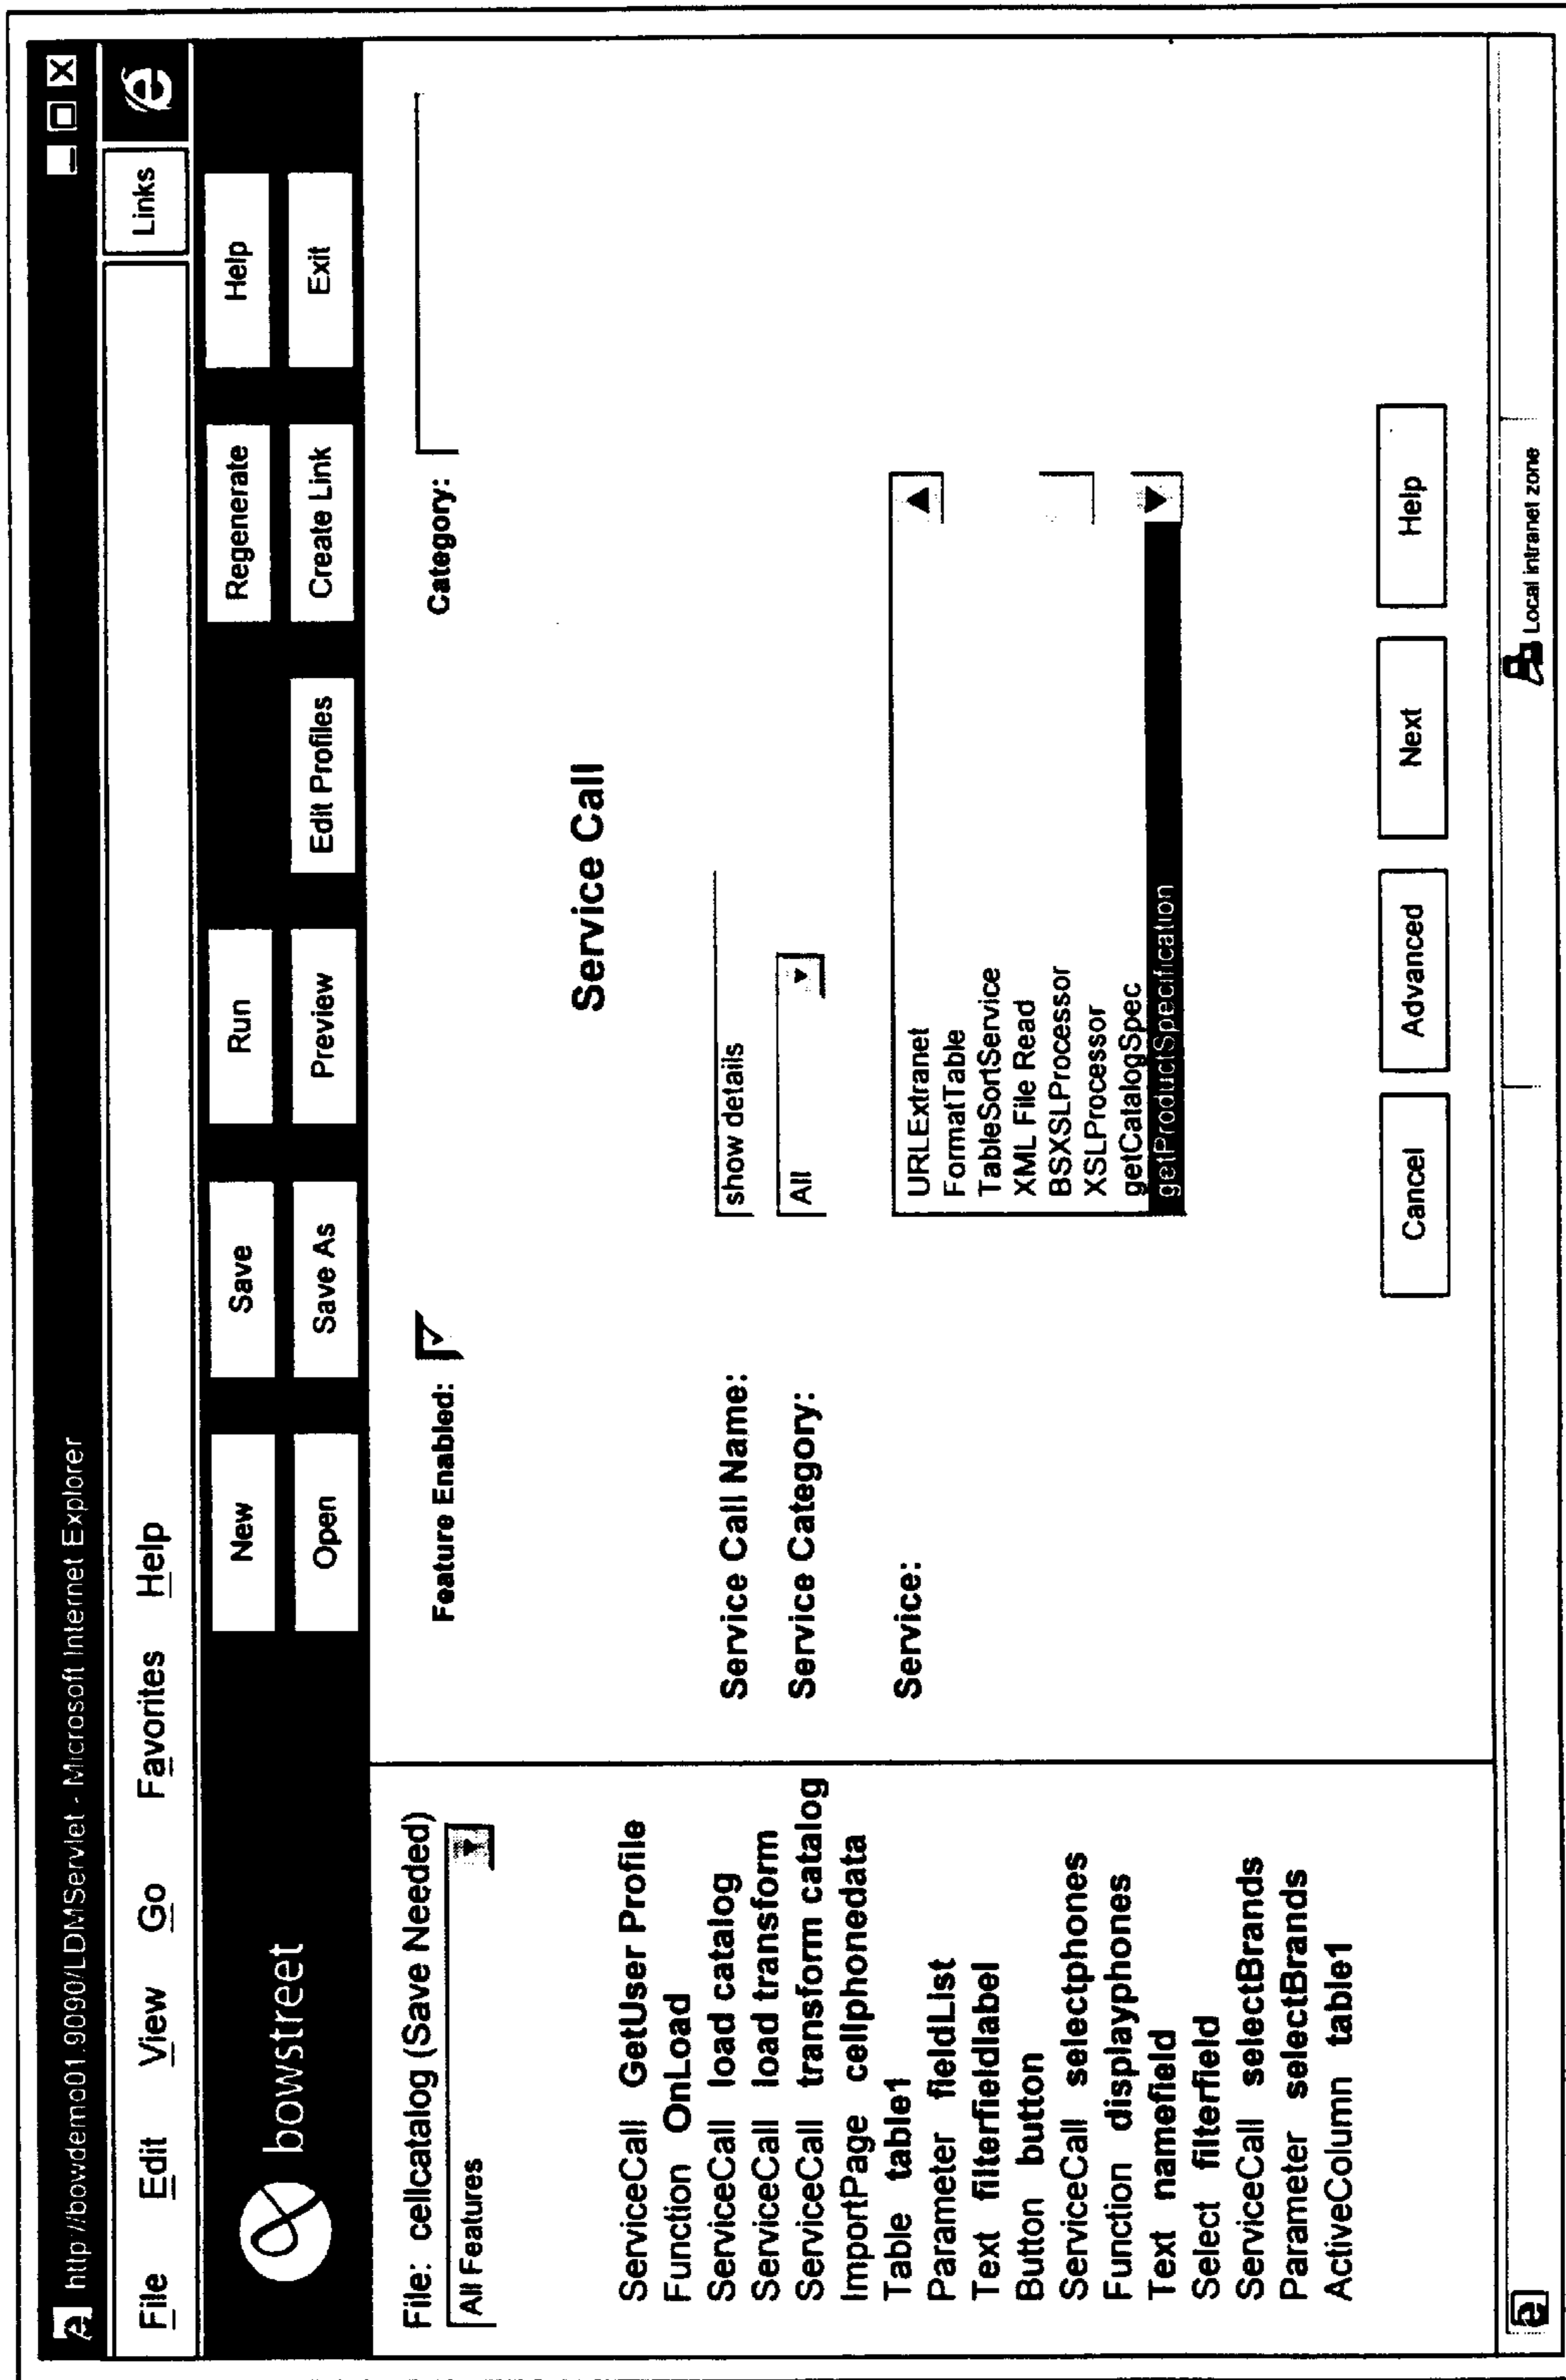 http://bowdemo01.9090/LDMServlet - Microsoft Internet Explorer
File Edit View Go Favorites Help
Links
bowstreet
New Save Run Regenerate Help
Open Save As Preview Edit Profiles Create Link Exit
File: cellcatalog (Save Needed)
All Features
ServiceCall GetUser Profile
Function OnLoad
ServiceCall load catalog
ServiceCall load transform
ServiceCall transform catalog
ImportPage cellphonedata
Table table1
Parameter fieldList
Text filterfieldlabel
Button button
ServiceCall selectphones
Function displayphones
Text namefield
Select filterfield
ServiceCall selectBrands
Parameter selectBrands
ActiveColumn table1
Feature Enabled:
Category:
Service Call
Service Call Name: show details
Service Category: All
Service:
URLExtranet
FormatTable
TableSortService
XML File Read
BSXSLProcessor
XSLProcessor
getCatalogSpec
getProductSpecification
Cancel Advanced Next Help
Local intranet zone